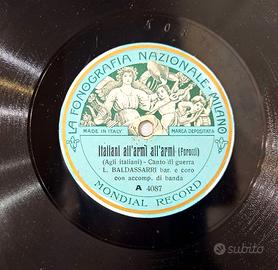 LA FONOGRAFIA NAZIONALE - MILANO
MADE IN ITALY
MARCA DEPOSITATA
Italiani all'armi all'armi (Forozzi)
(Agli italiani) - Canto di guerra
L. BALDASSARRI bar. e coro
con accomp. di banda
A 4087
MONDIAL RECORD
subito